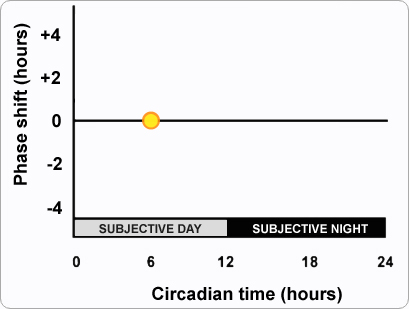 Phase shift (hours)
+4
+2
0
-2
-4
SUBJECTIVE DAY SUBJECTIVE NIGHT
0 6 12 18 24
Circadian time (hours)